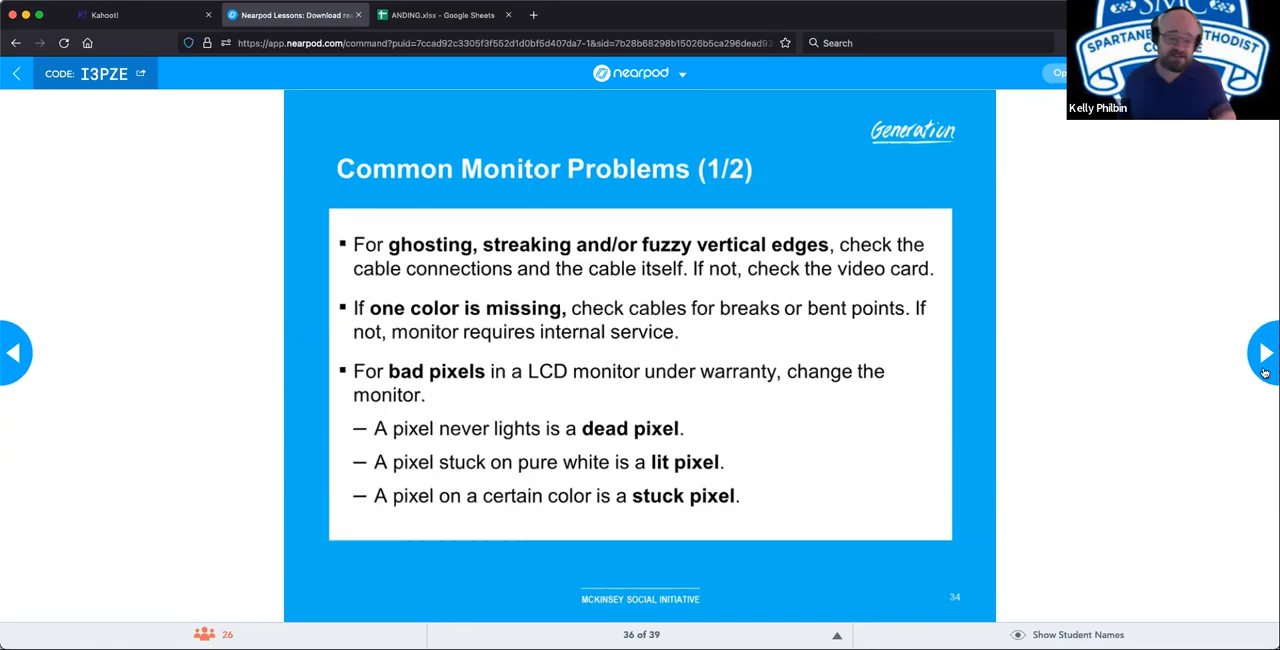 Kahoot!
Nearpod Lessons: Download re
ANDING.xlsx - Google Sheets
https://app.nearpod.com/command?puid=7ccad92c3305f3f552d1d0bf5d407da7-1&sid=7b28b68298b15026b5ca296dead93
Search
CODE: I3PZE
nearpod
Op
SMC
SPARTANB
METHODIST
Kelly Philbin
Generation
Common Monitor Problems (1/2)
▪ For ghosting, streaking and/or fuzzy vertical edges, check the
cable connections and the cable itself. If not, check the video card.
▪ If one color is missing, check cables for breaks or bent points. If
not, monitor requires internal service.
▪ For bad pixels in a LCD monitor under warranty, change the
monitor.
– A pixel never lights is a dead pixel.
– A pixel stuck on pure white is a lit pixel.
– A pixel on a certain color is a stuck pixel.
MCKINSEY SOCIAL INITIATIVE
34
26
36 of 39
Show Student Names